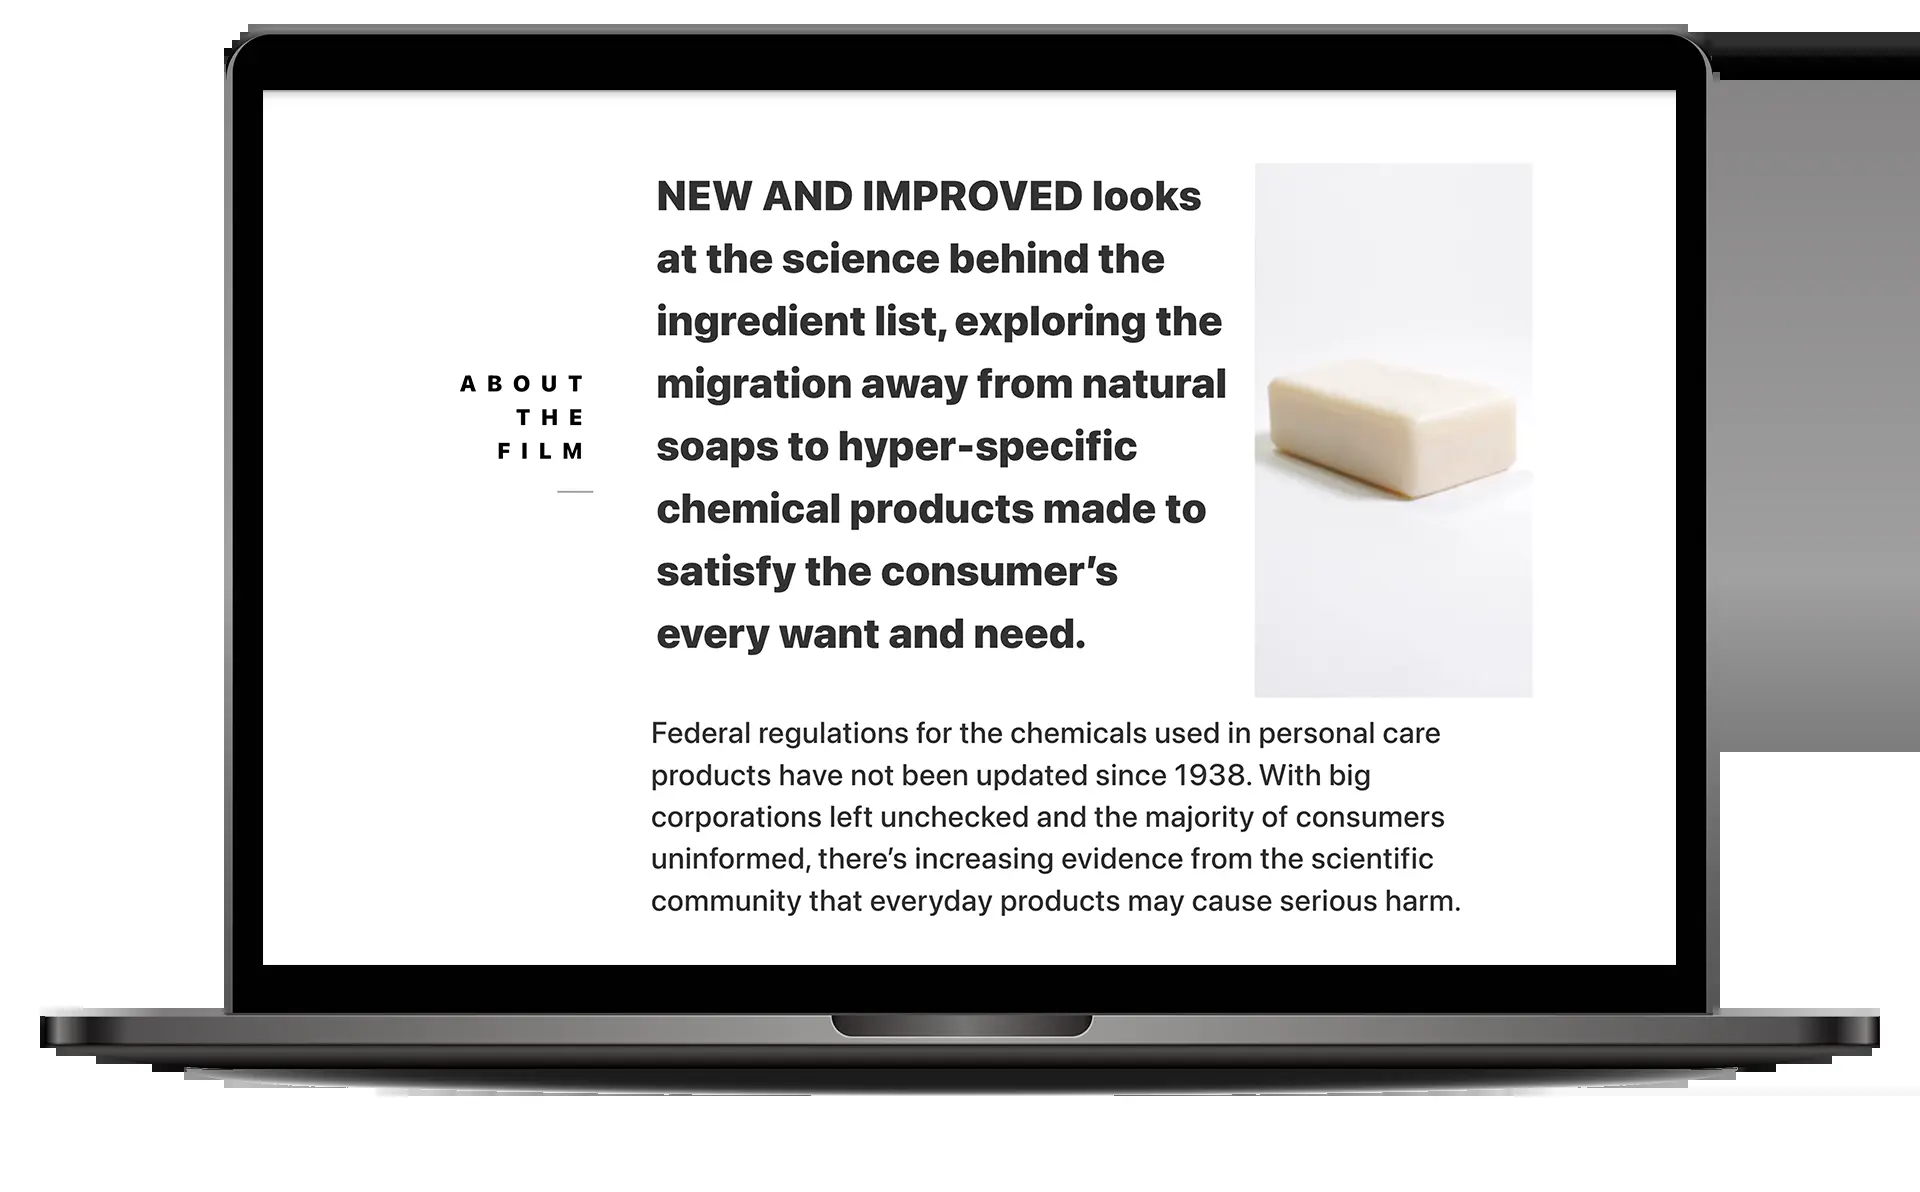 ABOUT
THE
FILM
NEW AND IMPROVED looks
at the science behind the
ingredient list, exploring the
migration away from natural
soaps to hyper-specific
chemical products made to
satisfy the consumer’s
every want and need.
Federal regulations for the chemicals used in personal care
products have not been updated since 1938. With big
corporations left unchecked and the majority of consumers
uninformed, there’s increasing evidence from the scientific
community that everyday products may cause serious harm.